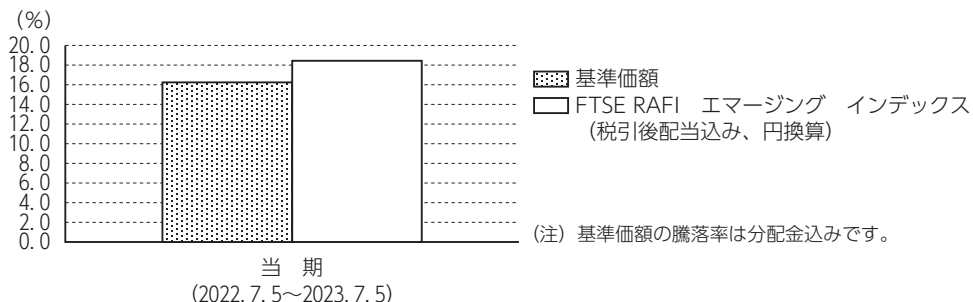 (%)
20.0
18.0
16.0
14.0
12.0
10.0
8.0
6.0
4.0
2.0
0.0
当 期
(2022.7.5～2023.7.5)
基準価額
FTSE RAFI エマージング インデックス
（税引後配当込み、円換算）
（注）基準価額の騰落率は分配金込みです。